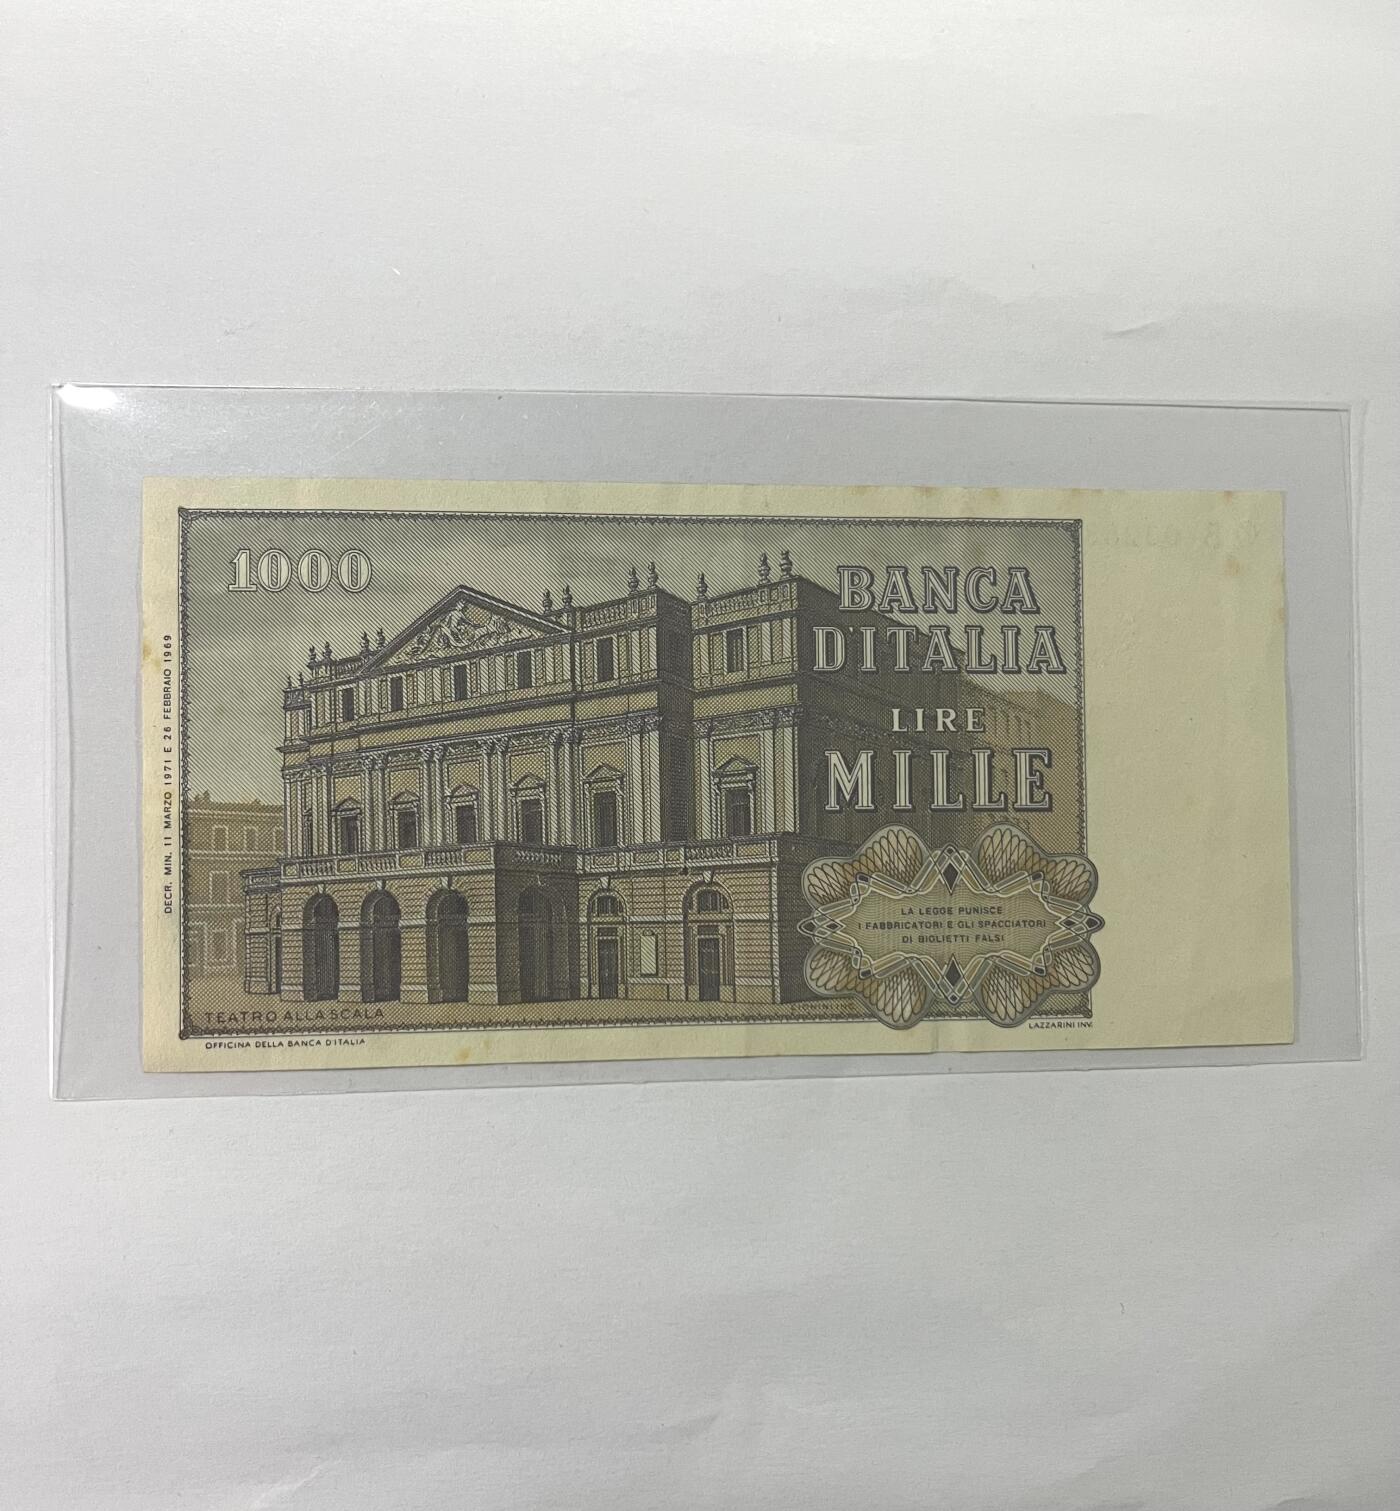 1000
BANCA
D'ITALIA
LIRE
MILLE
LA LEGGE PUNISCE
I FABBRICATORI E GLI SPACCIATORI
DI BIGLIETTI FALSI
DECR. MIN. 11 MARZO 1971 E 26 FEBBRAIO 1969
TEATRO ALLA SCALA
OFFICINA DELLA BANCA D'ITALIA
LAZZARINI INV.